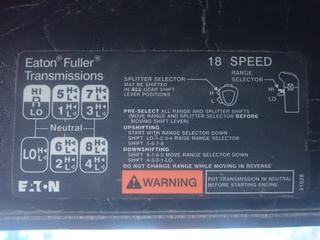 Eaton® Fuller®
Transmissions
18 SPEED
HI
R
LO
5 H L
7 H L
1 H L
3 H L
Neutral
LO H L
6 H L
8 H L
2 H L
4 H L
SPLITTER SELECTOR
MAY BE SHIFTED
IN ALL GEAR SHIFT
LEVER POSITIONS
H
L
RANGE
SELECTOR
HI
LO
PRE-SELECT ALL RANGE AND SPLITTER SHIFTS
(MOVE RANGE AND SPLITTER SELECTOR BEFORE
MOVING SHIFT LEVER)
UPSHIFTING
START WITH RANGE SELECTOR DOWN
SHIFT LO-1-2-3-4 RAISE RANGE SELECTOR
SHIFT 5-6-7-8
DOWNSHIFTING
SHIFT 8-7-6-5 MOVE RANGE SELECTOR DOWN
SHIFT 4-3-2-1-LO
DO NOT CHANGE RANGE WHILE MOVING IN REVERSE
EATON
WARNING
PUT TRANSMISSION IN NEUTRAL
BEFORE STARTING ENGINE